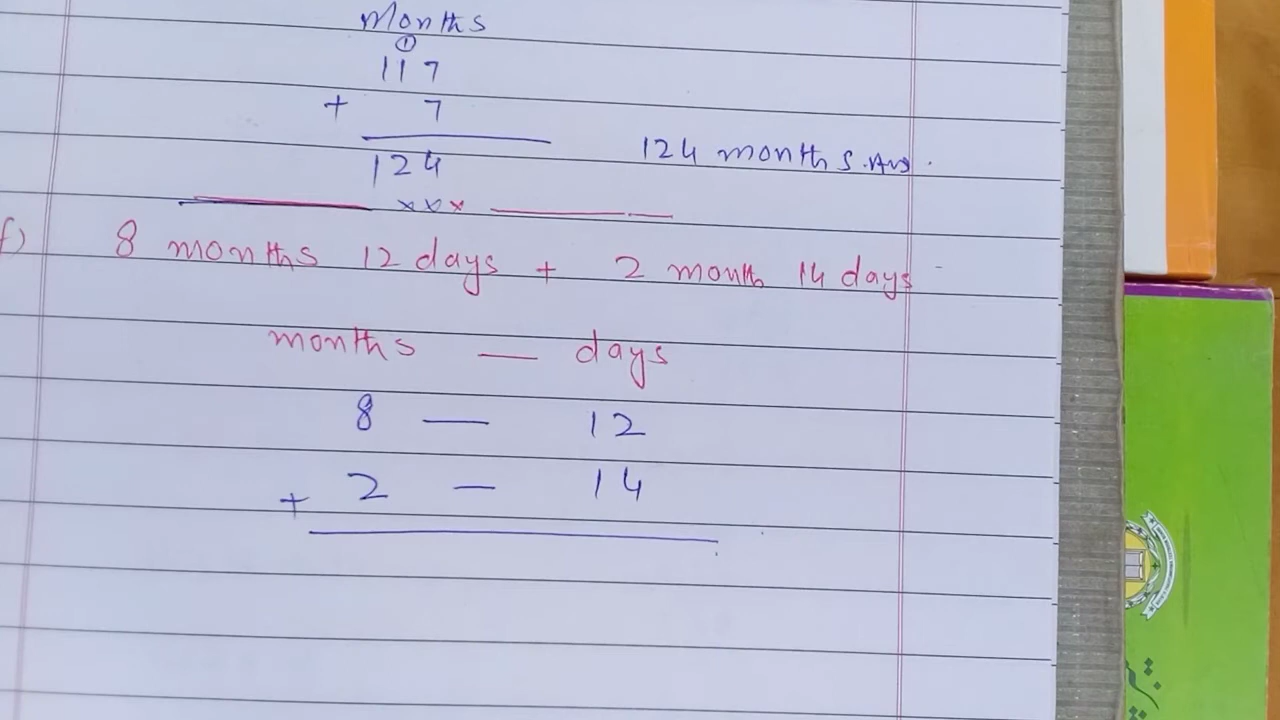 Months
1
117
+ 7
124
124 months. Ans.
xxx
f) 8 months 12 days + 2 month 14 days
months — days
8 — 12
+ 2 — 14